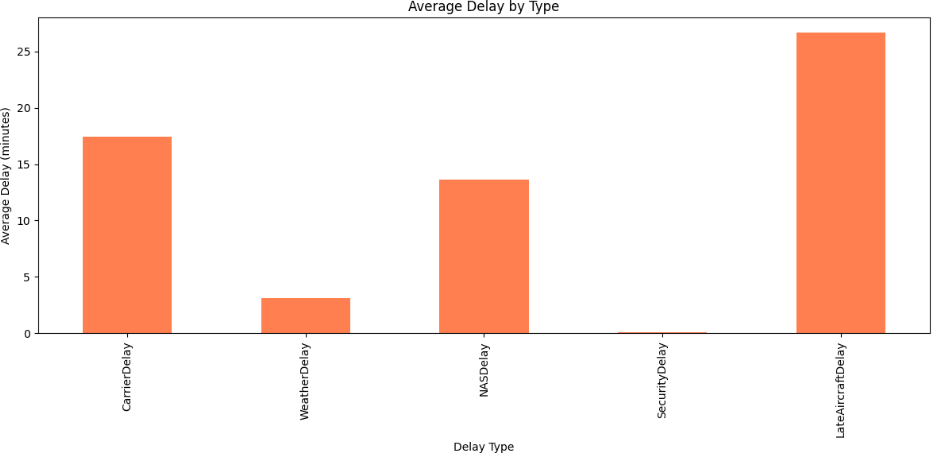 Average Delay by Type
Average Delay (minutes)
25
20
15
10
5
0
CarrierDelay
WeatherDelay
NASDelay
SecurityDelay
LateAircraftDelay
Delay Type